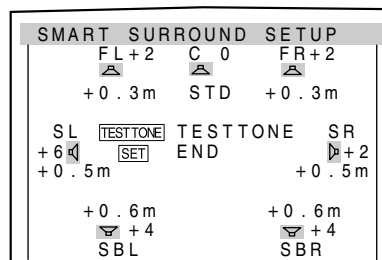 SMART SURROUND SETUP
FL+2 C 0 FR+2
+0.3m STD +0.3m
SL TESTTONE TESTTONE SR
+6 SET END +2
+0.5m +0.5m
+0.6m +0.6m
+4 +4
SBL SBR